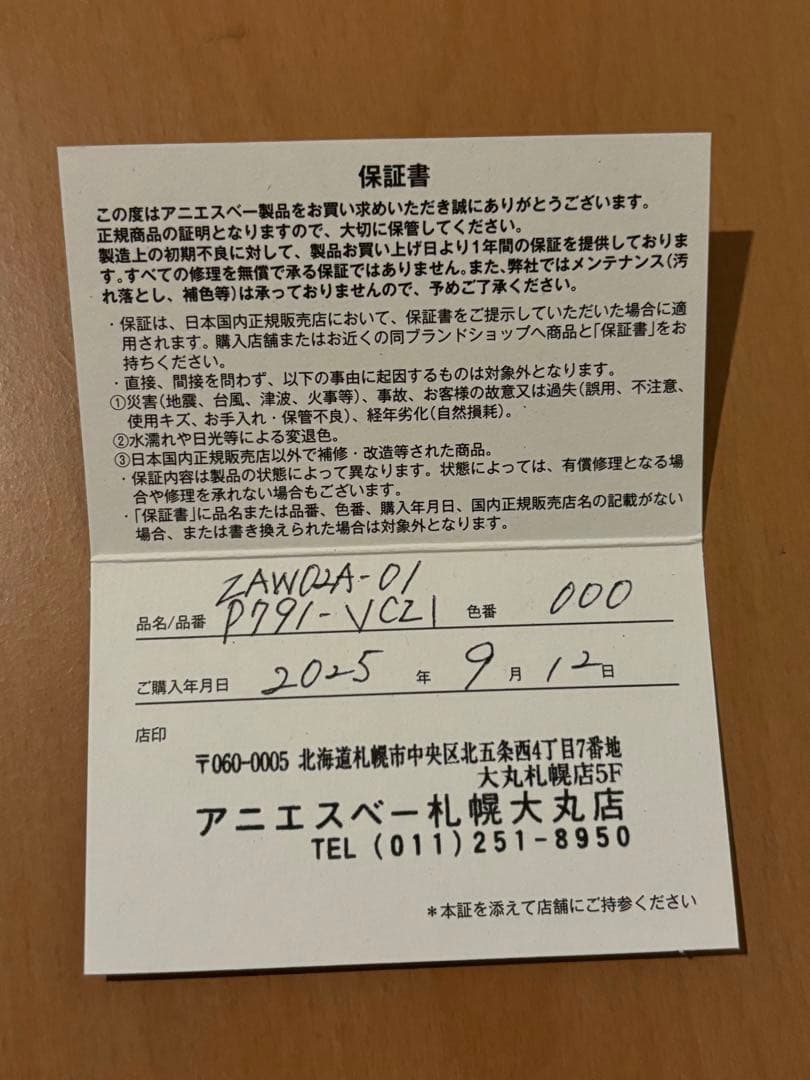 保証書
この度はアニエスベー製品をお買い求めいただき誠にありがとうございます。
正規商品の証明となりますので、大切に保管してください。
製造上の初期不良に対して、製品お買い上げ日より1年間の保証を提供しておりま
す。すべての修理を無償で承る保証ではありません。また、弊社ではメンテナンス(汚
れ落とし、補色等)は承っておりませんので、予めご了承ください。
・保証は、日本国内正規販売店において、保証書をご提示していただいた場合に適
用されます。購入店舗またはお近くの同ブランドショップへ商品と「保証書」をお
持ちください。
・直接、間接を問わず、以下の事由に起因するものは対象外となります。
①災害(地震、台風、津波、火事等)、事故、お客様の故意又は過失(誤用、不注意、
使用キズ、お手入れ・保管不良)、経年劣化(自然損耗)。
②水濡れや日光等による変退色。
③日本国内正規販売店以外で補修・改造等された商品。
・保証内容は製品の状態によって異なります。状態によっては、有償修理となる場
合や修理を承れない場合もございます。
・「保証書」に品名または品番、色番、購入年月日、国内正規販売店名の記載がない
場合、または書き換えられた場合は対象外となります。
ZAW02A-01
品名/品番 P791-VCZ1 色番 000
ご購入年月日 2025 年 9 月 12 日
店印
〒060-0005 北海道札幌市中央区北五条西4丁目7番地
大丸札幌店5F
アニエスベー札幌大丸店
TEL (011)251-8950
*本証を添えて店舗にご持参ください